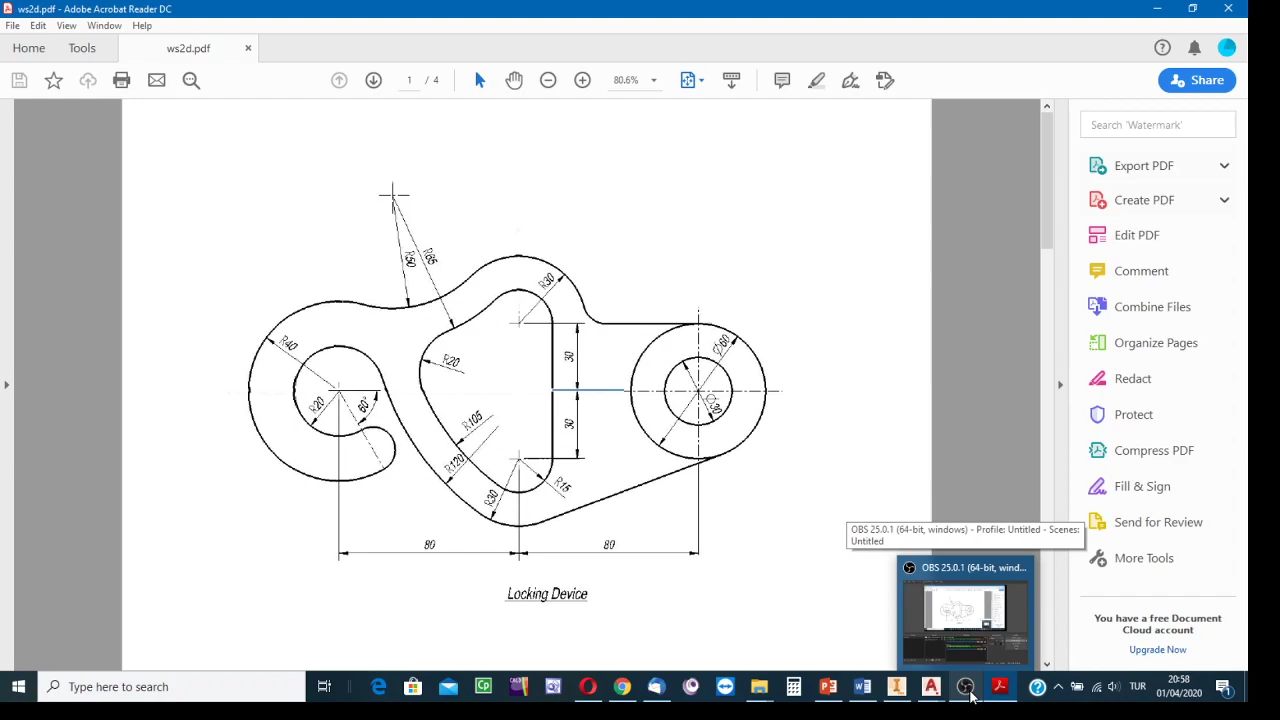 ws2d.pdf - Adobe Acrobat Reader DC
File Edit View Window Help
Home Tools ws2d.pdf ×
1 / 4 80.6% Share
Search 'Watermark'
Export PDF
Create PDF
Edit PDF
Comment
Combine Files
Organize Pages
Redact
Protect
Compress PDF
Fill & Sign
Send for Review
More Tools
You have a free Document
Cloud account
Upgrade Now
R50
R65
R30
R40
Ø60
30
R20
R20
60°
R105
30
R120
R30
R15
80
80
Locking Device
OBS 25.0.1 (64-bit, windows) - Profile: Untitled - Scenes:
Untitled
OBS 25.0.1 (64-bit, wind...
Type here to search
TUR
20:58
01/04/2020